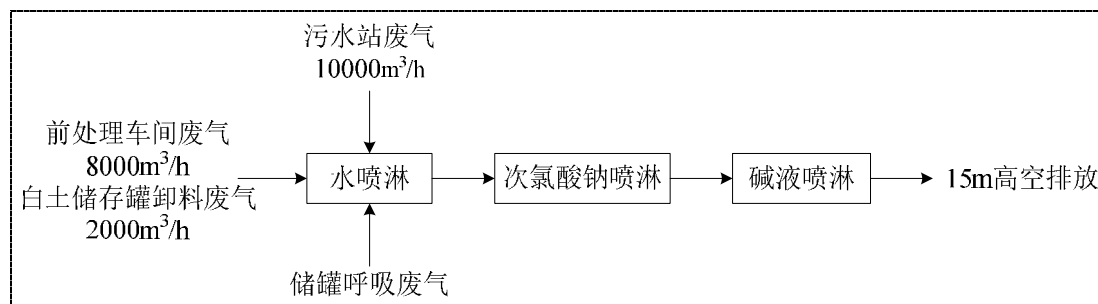 污水站废气
10000m³/h
前处理车间废气
8000m³/h
白土储存罐卸料废气
2000m³/h
水喷淋
次氯酸钠喷淋
碱液喷淋
15m高空排放
储罐呼吸废气